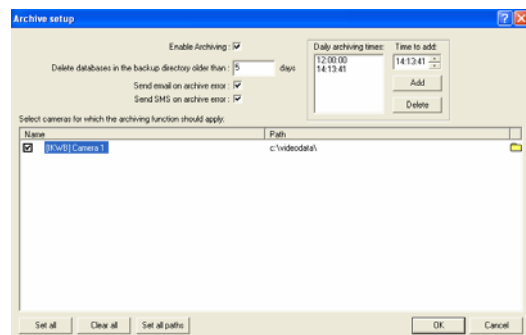 Archive setup
Enable Archiving :
Delete databases in the backup directory older than : 5 days
Send email on archive error :
Send SMS on archive error :
Daily archiving times:
12:00:00
14:13:41
Time to add:
14:13:41
Add
Delete
Select cameras for which the archiving function should apply.
Name Path
[IKWB] Camera 1 c:\videodata\
Set all Clear all Set all paths OK Cancel